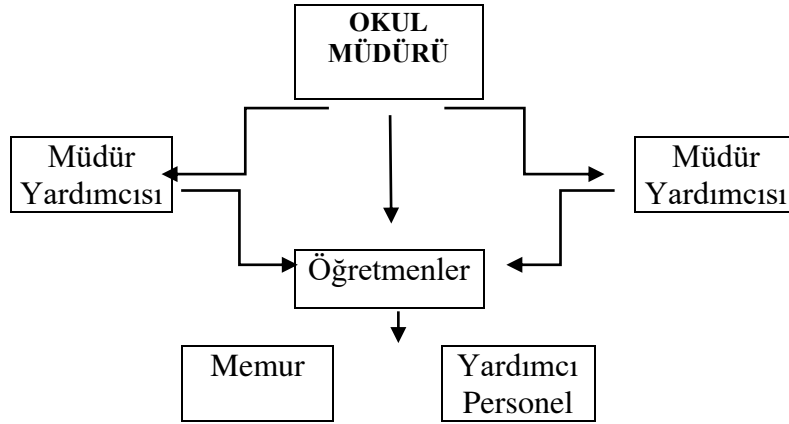 OKUL
MÜDÜRÜ
Müdür
Yardımcısı
Müdür
Yardımcısı
Öğretmenler
Memur
Yardımcı
Personel